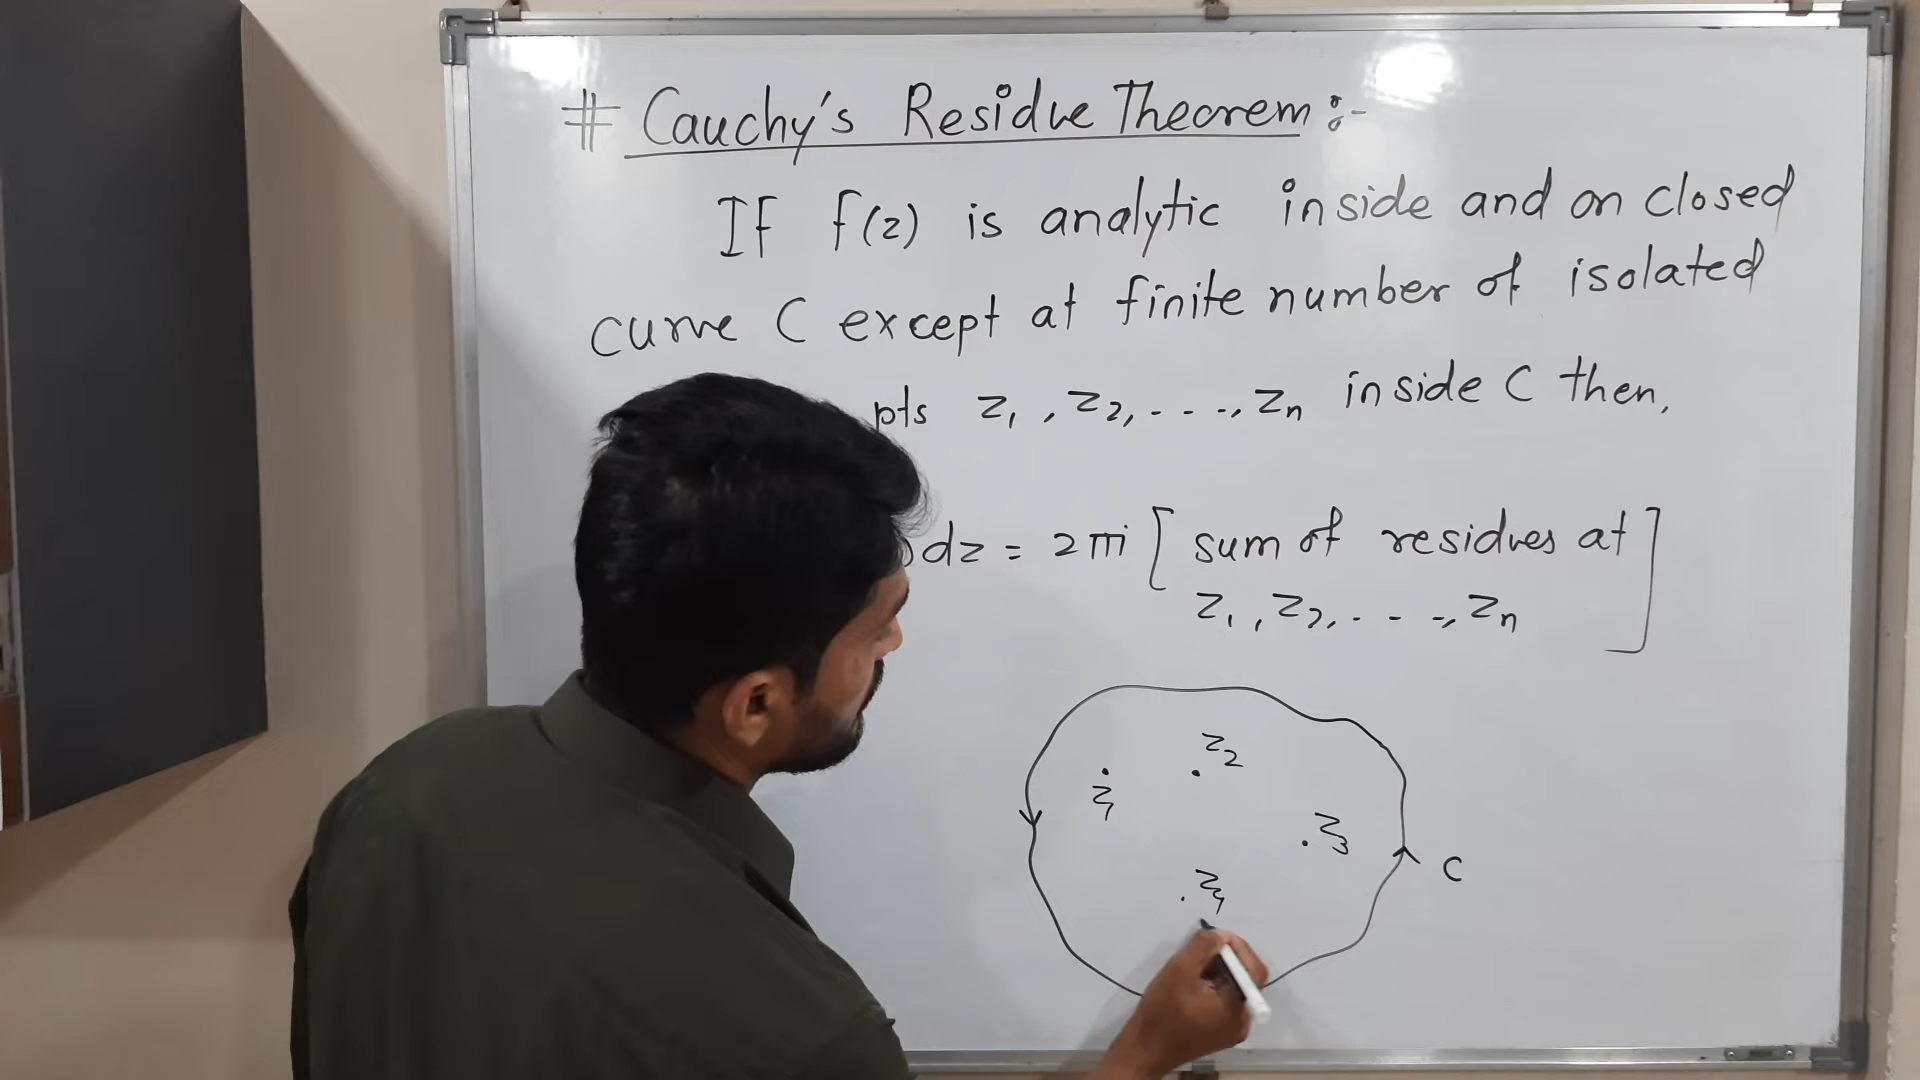 # Cauchy's Residue Theorem :-
If f(z) is analytic inside and on closed
curve C except at finite number of isolated
pts z₁, z₂, - - -, zₙ inside C then,
dz = 2πi [ sum of residues at
z₁, z₂, - - -, zₙ ]
z₂
z₁
z₃
z₄
C